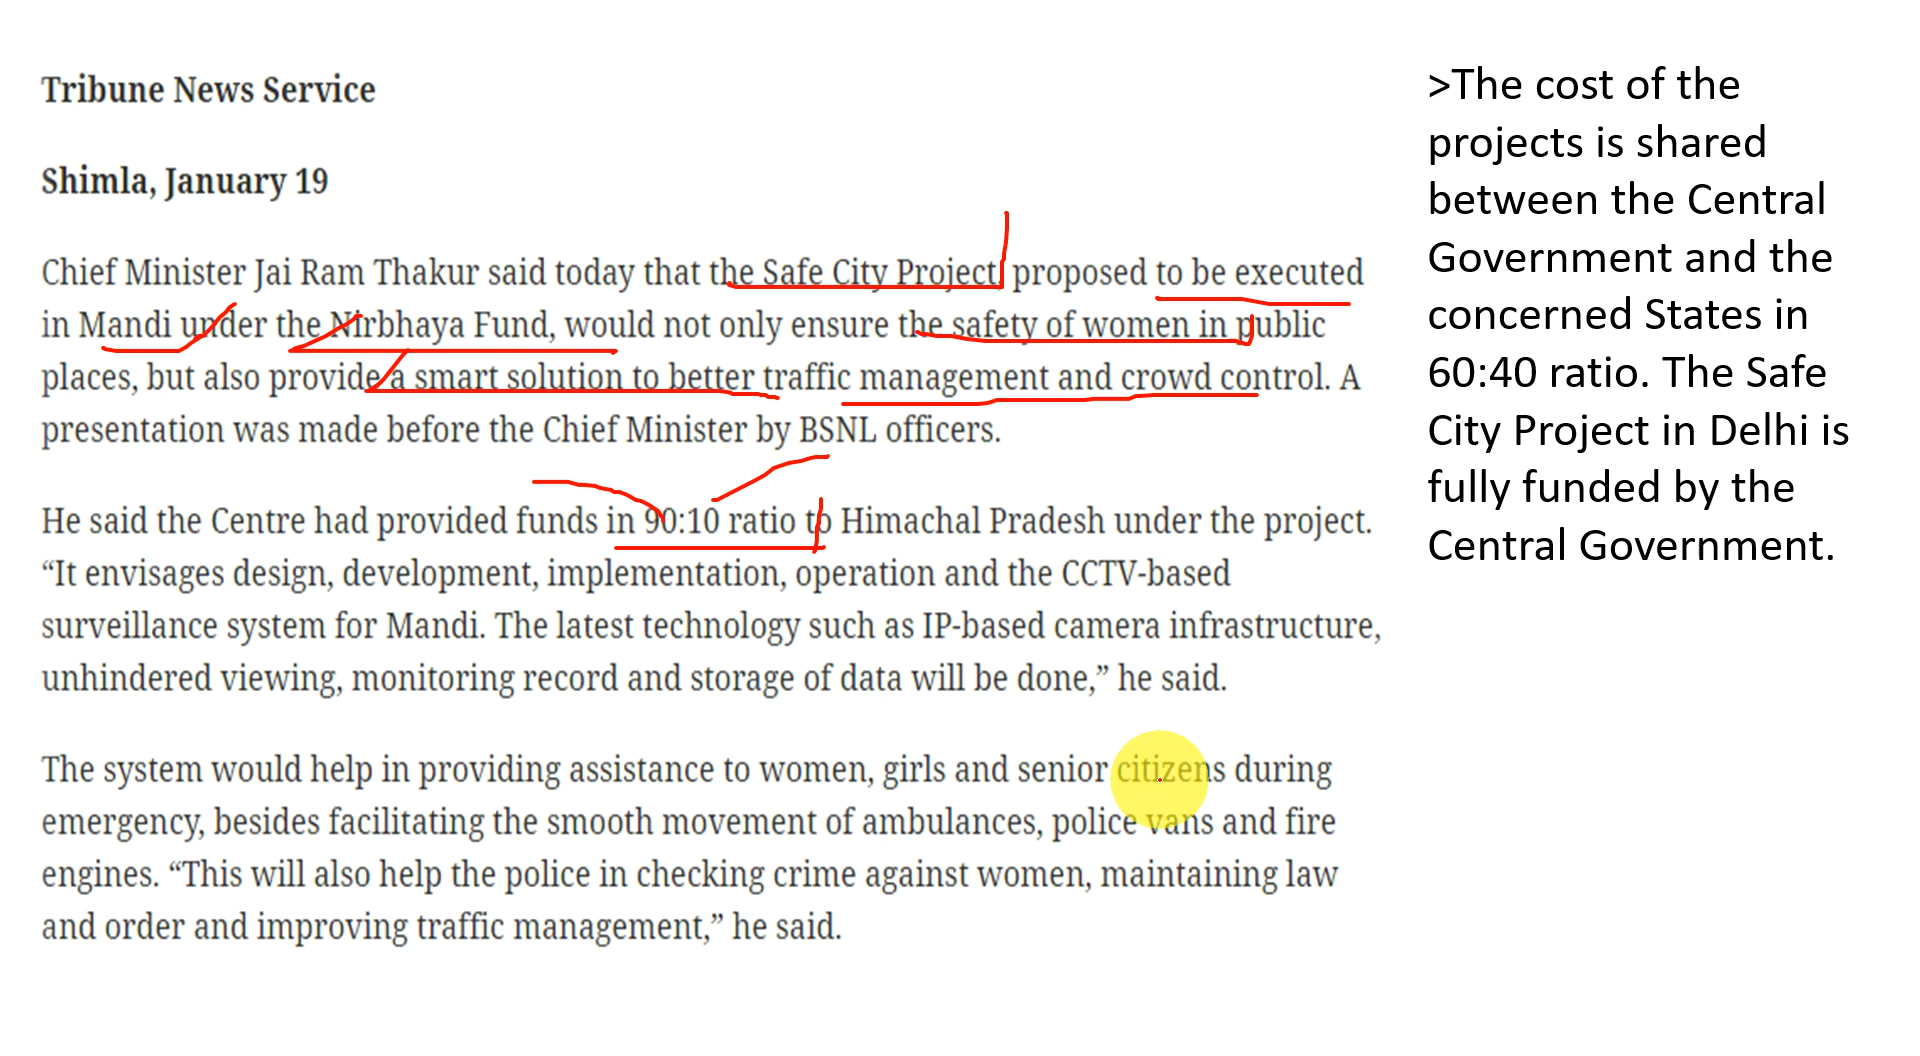 Tribune News Service
Shimla, January 19
Chief Minister Jai Ram Thakur said today that the Safe City Project proposed to be executed
in Mandi under the Nirbhaya Fund, would not only ensure the safety of women in public
places, but also provide a smart solution to better traffic management and crowd control. A
presentation was made before the Chief Minister by BSNL officers.
He said the Centre had provided funds in 90:10 ratio to Himachal Pradesh under the project.
“It envisages design, development, implementation, operation and the CCTV-based
surveillance system for Mandi. The latest technology such as IP-based camera infrastructure,
unhindered viewing, monitoring record and storage of data will be done,” he said.
The system would help in providing assistance to women, girls and senior citizens during
emergency, besides facilitating the smooth movement of ambulances, police vans and fire
engines. “This will also help the police in checking crime against women, maintaining law
and order and improving traffic management,” he said.
>The cost of the
projects is shared
between the Central
Government and the
concerned States in
60:40 ratio. The Safe
City Project in Delhi is
fully funded by the
Central Government.